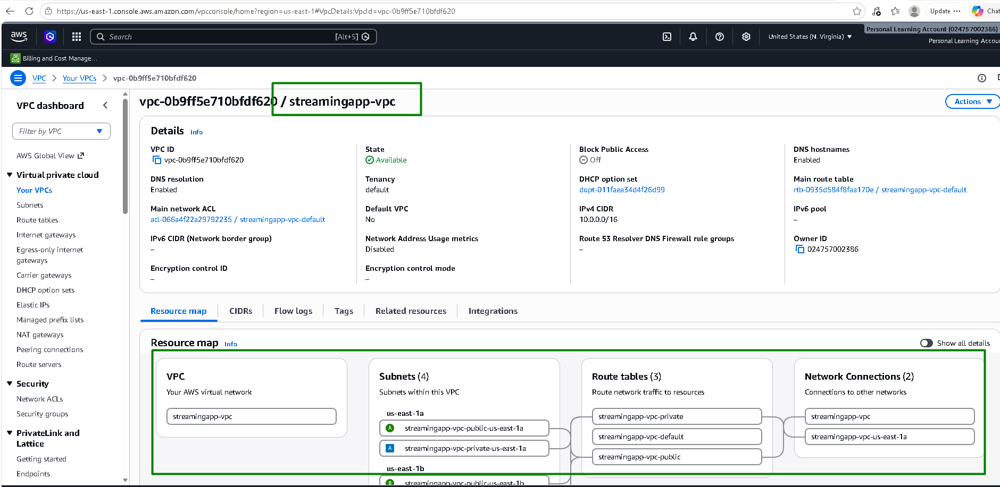 https://us-east-1.console.aws.amazon.com/vpcconsole/home?region=us-east-1#VpcDetails:VpcId=vpc-0b9ff5e710bfdf620
Update
Chat
aws
Search
[Alt+S]
United States (N. Virginia)
Personal Learning Account (024757002386)
Personal Learning Accou
Billing and Cost Manage...
VPC
Your VPCs
vpc-0b9ff5e710bfdf620
VPC dashboard
Filter by VPC
AWS Global View
Virtual private cloud
Your VPCs
Subnets
Route tables
Internet gateways
Egress-only internet
gateways
Carrier gateways
DHCP option sets
Elastic IPs
Managed prefix lists
NAT gateways
Peering connections
Route servers
Security
Network ACLs
Security groups
PrivateLink and
Lattice
Getting started
Endpoints
vpc-0b9ff5e710bfdf620 / streamingapp-vpc
Actions
Details Info
VPC ID
vpc-0b9ff5e710bfdf620
State
Available
Block Public Access
Off
DNS hostnames
Enabled
DNS resolution
Enabled
Tenancy
default
DHCP option set
dopt-011faea34d4f26d99
Main route table
rtb-0935d584f8faa170e / streamingapp-vpc-default
Main network ACL
acl-066a4f22a29792235 / streamingapp-vpc-default
Default VPC
No
IPv4 CIDR
10.0.0.0/16
IPv6 pool
–
IPv6 CIDR (Network border group)
–
Network Address Usage metrics
Disabled
Route 53 Resolver DNS Firewall rule groups
–
Owner ID
024757002386
Encryption control ID
–
Encryption control mode
–
Resource map
CIDRs
Flow logs
Tags
Related resources
Integrations
Resource map Info
Show all details
VPC
Your AWS virtual network
streamingapp-vpc
Subnets (4)
Subnets within this VPC
us-east-1a
A streamingapp-vpc-public-us-east-1a
A streamingapp-vpc-private-us-east-1a
us-east-1b
B streamingapp-vpc-public-us-east-1b
Route tables (3)
Route network traffic to resources
streamingapp-vpc-private
streamingapp-vpc-default
streamingapp-vpc-public
Network Connections (2)
Connections to other networks
streamingapp-vpc
streamingapp-vpc-us-east-1a